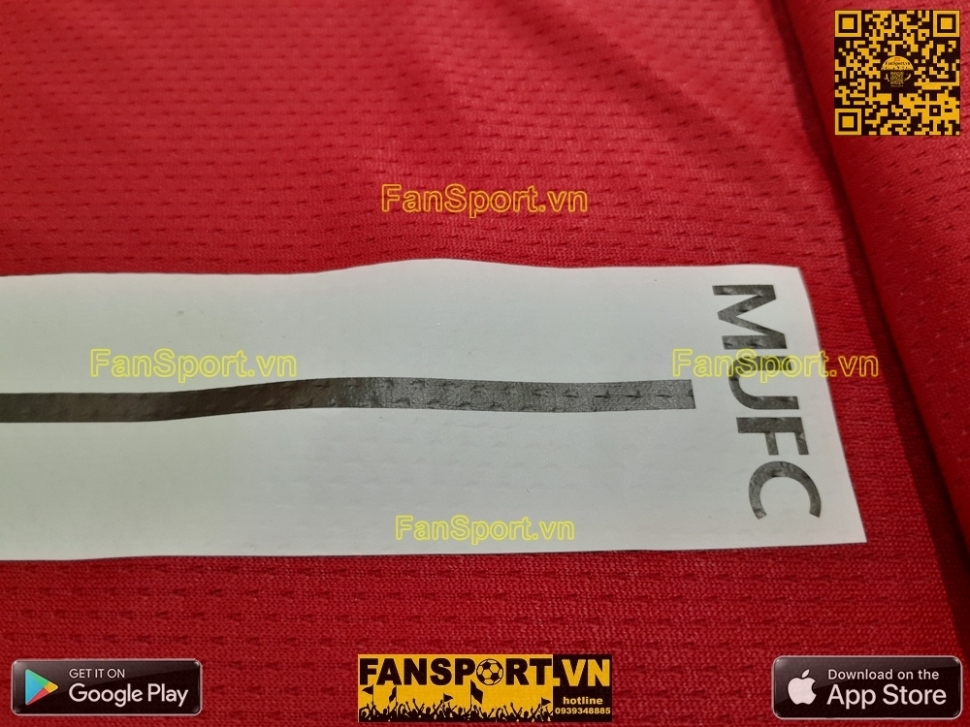 FanSport.vn
FanSport.vn
FanSport.vn
MUFC
FanSport.vn
GET IT ON
Google Play
FANSPORT.VN
hotline
0939348885
Download on the
App Store